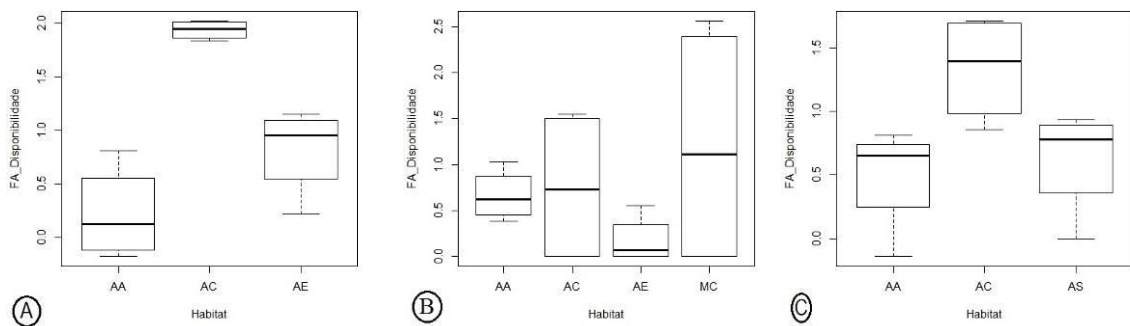 FA_Disponibilidade
2.0
1.5
1.0
0.5
0.0
AA AC AE
Habitat
A
FA_Disponibilidade
2.5
2.0
1.5
1.0
0.5
0.0
AA AC AE MC
Habitat
B
FA_Disponibilidade
1.5
1.0
0.5
0.0
AA AC AS
Habitat
C